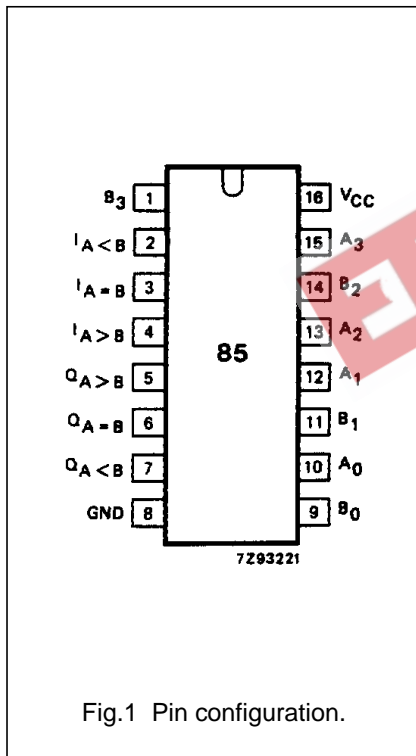 B3 1 16 VCC
IA<B 2 15 A3
IA=B 3 14 B2
IA>B 4 13 A2
85
QA>B 5 12 A1
QA=B 6 11 B1
QA<B 7 10 A0
GND 8 9 B0
7Z93221
Fig.1 Pin configuration.